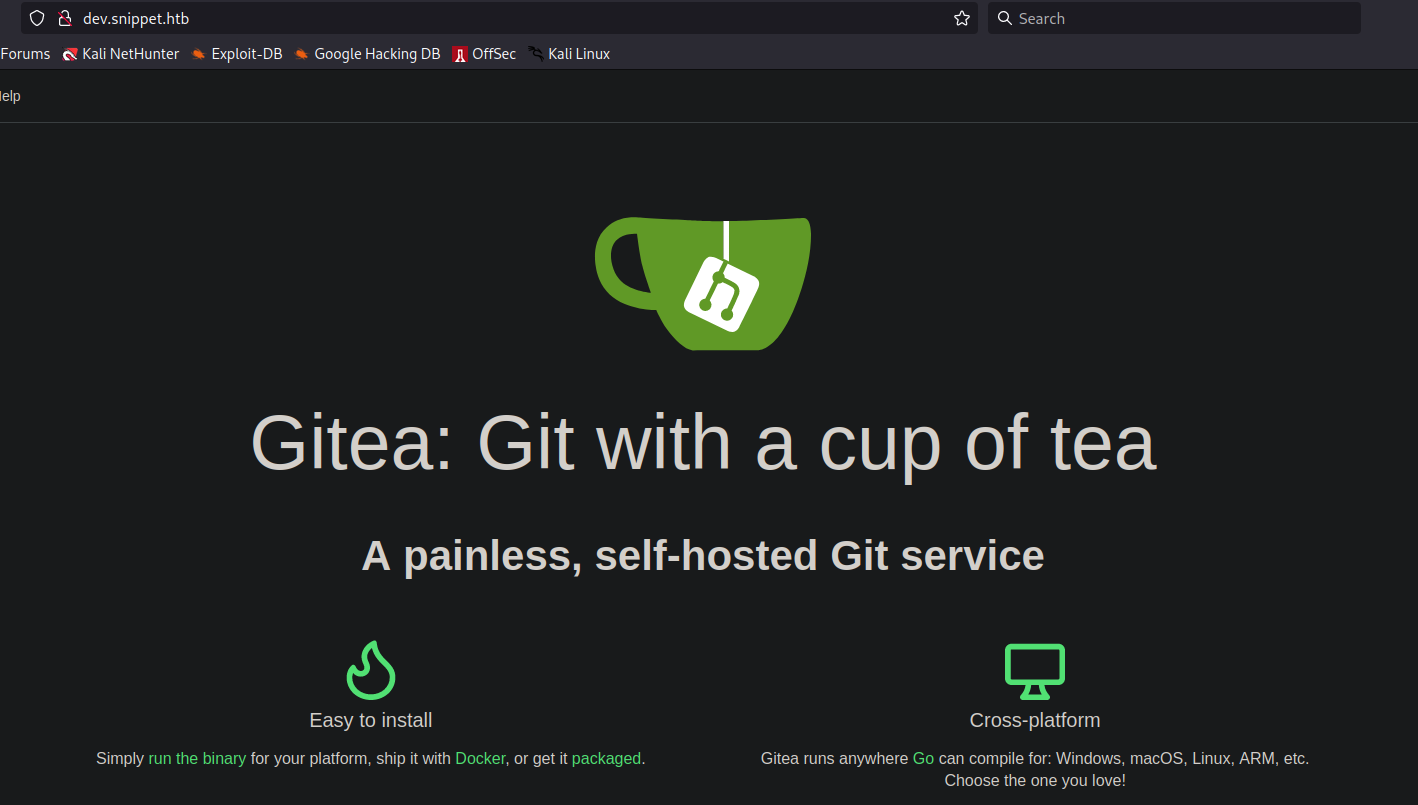 dev.snippet.htb
Search
Forums Kali NetHunter Exploit-DB Google Hacking DB OffSec Kali Linux
elp
Gitea: Git with a cup of tea
A painless, self-hosted Git service
Easy to install
Simply run the binary for your platform, ship it with Docker, or get it packaged.
Cross-platform
Gitea runs anywhere Go can compile for: Windows, macOS, Linux, ARM, etc.
Choose the one you love!